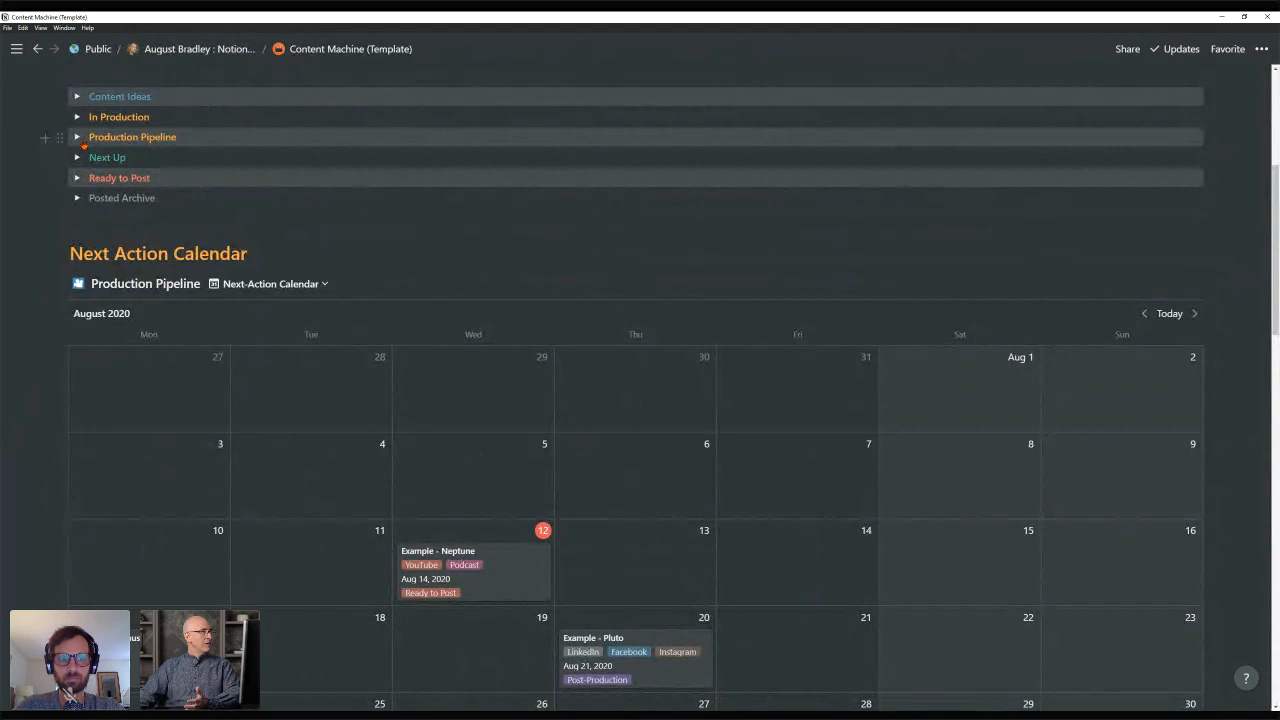 Content Machine (Template)
File Edit View Window Help
Public / August Bradley : Notion... / Content Machine (Template) Share Updates Favorite
Content Ideas
In Production
Production Pipeline
Next Up
Ready to Post
Posted Archive
Next Action Calendar
Production Pipeline 31 Next-Action Calendar
August 2020 Today
Mon Tue Wed Thu Fri Sat Sun
27 28 29 30 31 Aug 1 2
3 4 5 6 7 8 9
10 11 12 13 14 15 16
Example - Neptune
YouTube Podcast
Aug 14, 2020
Ready to Post
18 19 20 21 22 23
Example - Pluto
LinkedIn Facebook Instagram
Aug 21, 2020
Post-Production
25 26 27 28 29 30
?